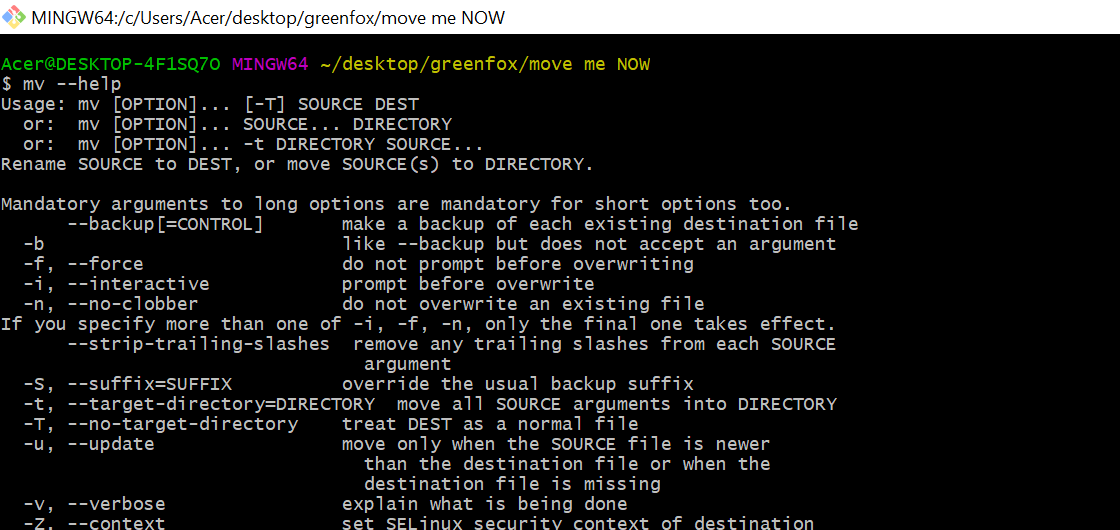 MINGW64:/c/Users/Acer/desktop/greenfox/move me NOW
Acer@DESKTOP-4F1SQ7O MINGW64 ~/desktop/greenfox/move me NOW
$ mv --help
Usage: mv [OPTION]... [-T] SOURCE DEST
  or:  mv [OPTION]... SOURCE... DIRECTORY
  or:  mv [OPTION]... -t DIRECTORY SOURCE...
Rename SOURCE to DEST, or move SOURCE(s) to DIRECTORY.

Mandatory arguments to long options are mandatory for short options too.
      --backup[=CONTROL]       make a backup of each existing destination file
  -b                           like --backup but does not accept an argument
  -f, --force                  do not prompt before overwriting
  -i, --interactive            prompt before overwrite
  -n, --no-clobber             do not overwrite an existing file
If you specify more than one of -i, -f, -n, only the final one takes effect.
      --strip-trailing-slashes  remove any trailing slashes from each SOURCE
                                 argument
  -S, --suffix=SUFFIX          override the usual backup suffix
  -t, --target-directory=DIRECTORY  move all SOURCE arguments into DIRECTORY
  -T, --no-target-directory    treat DEST as a normal file
  -u, --update                 move only when the SOURCE file is newer
                                 than the destination file or when the
                                 destination file is missing
  -v, --verbose                explain what is being done
  -Z, --context                set SELinux security context of destination